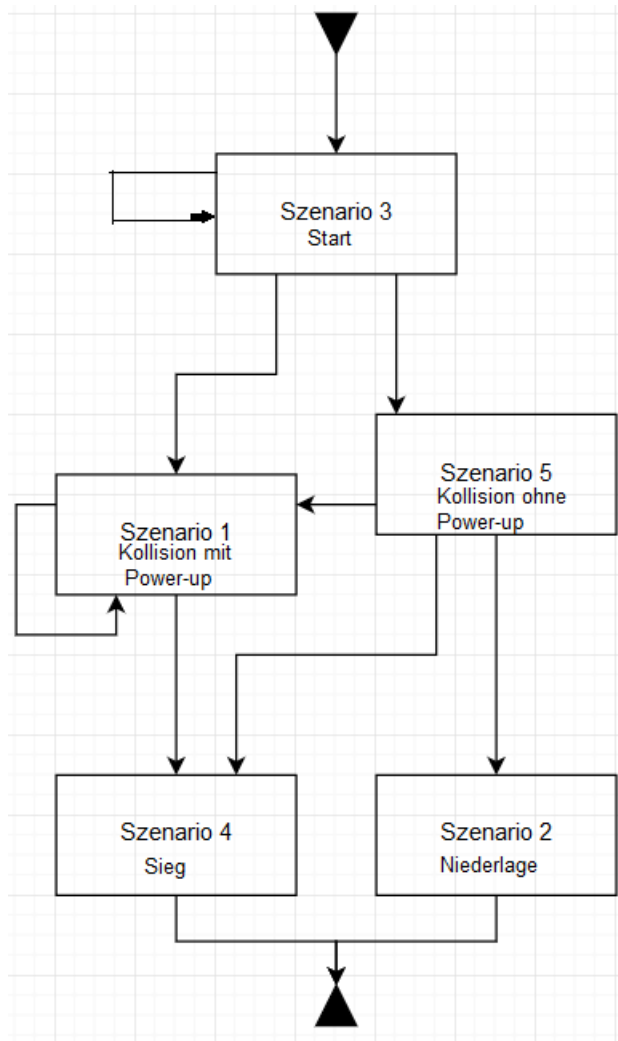 Szenario 3
Start
Szenario 5
Kollision ohne
Power-up
Szenario 1
Kollision mit
Power-up
Szenario 4
Sieg
Szenario 2
Niederlage